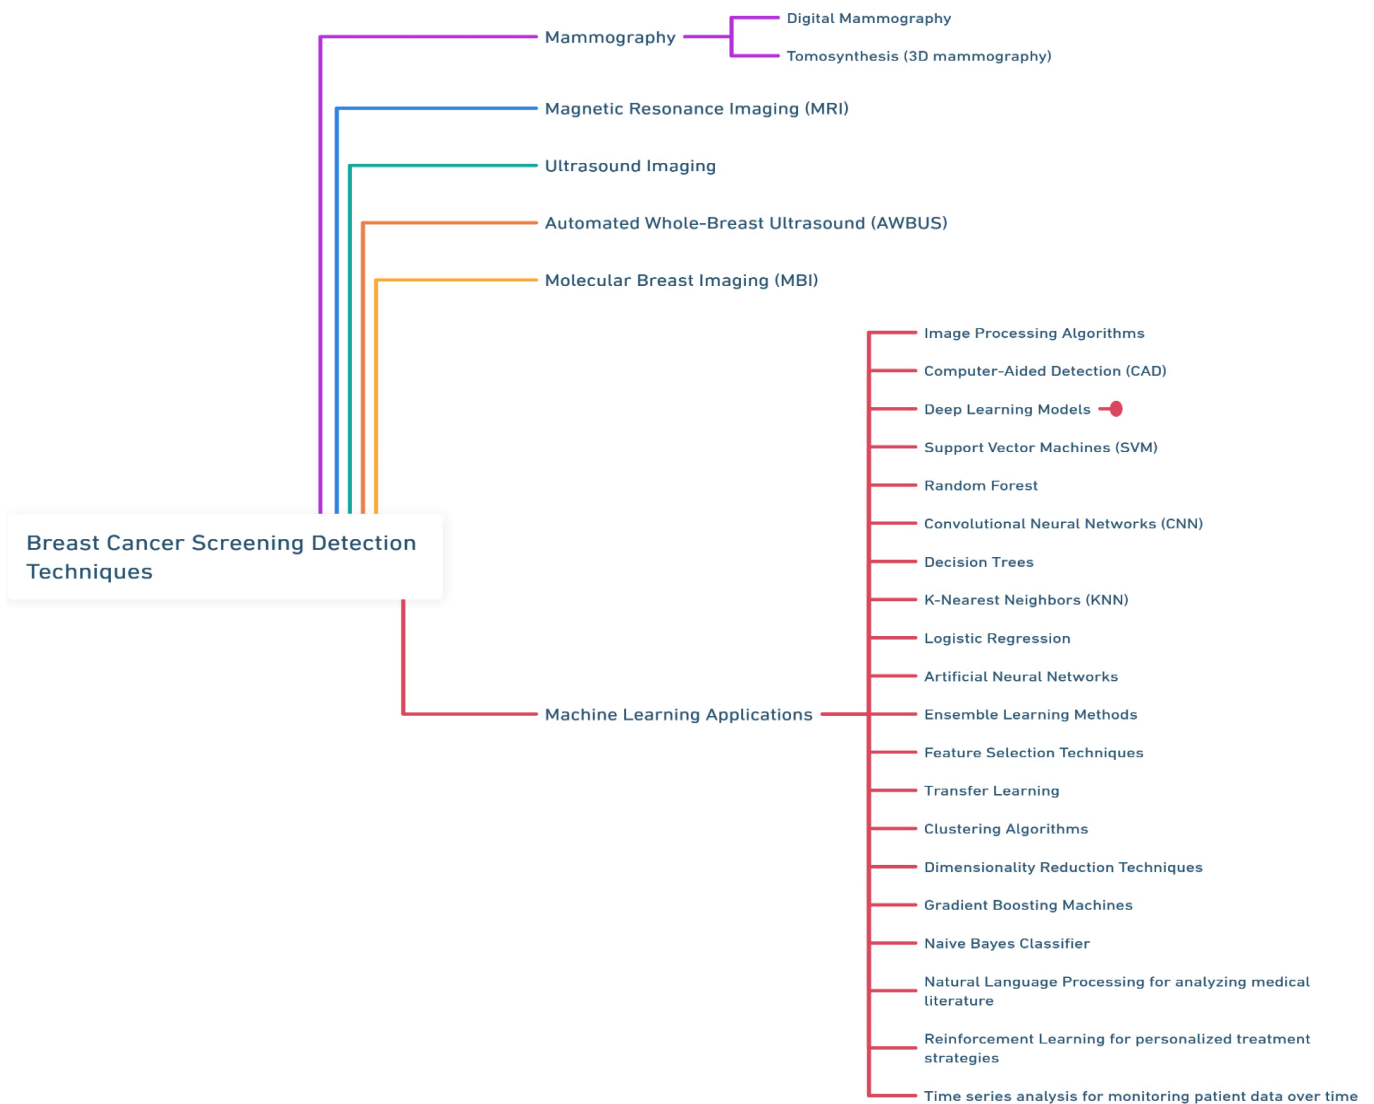 Digital Mammography
Mammography
Tomosynthesis (3D mammography)
Magnetic Resonance Imaging (MRI)
Ultrasound Imaging
Automated Whole-Breast Ultrasound (AWBUS)
Molecular Breast Imaging (MBI)
Breast Cancer Screening Detection
Techniques
Machine Learning Applications
Image Processing Algorithms
Computer-Aided Detection (CAD)
Deep Learning Models
Support Vector Machines (SVM)
Random Forest
Convolutional Neural Networks (CNN)
Decision Trees
K-Nearest Neighbors (KNN)
Logistic Regression
Artificial Neural Networks
Ensemble Learning Methods
Feature Selection Techniques
Transfer Learning
Clustering Algorithms
Dimensionality Reduction Techniques
Gradient Boosting Machines
Naive Bayes Classifier
Natural Language Processing for analyzing medical
literature
Reinforcement Learning for personalized treatment
strategies
Time series analysis for monitoring patient data over time